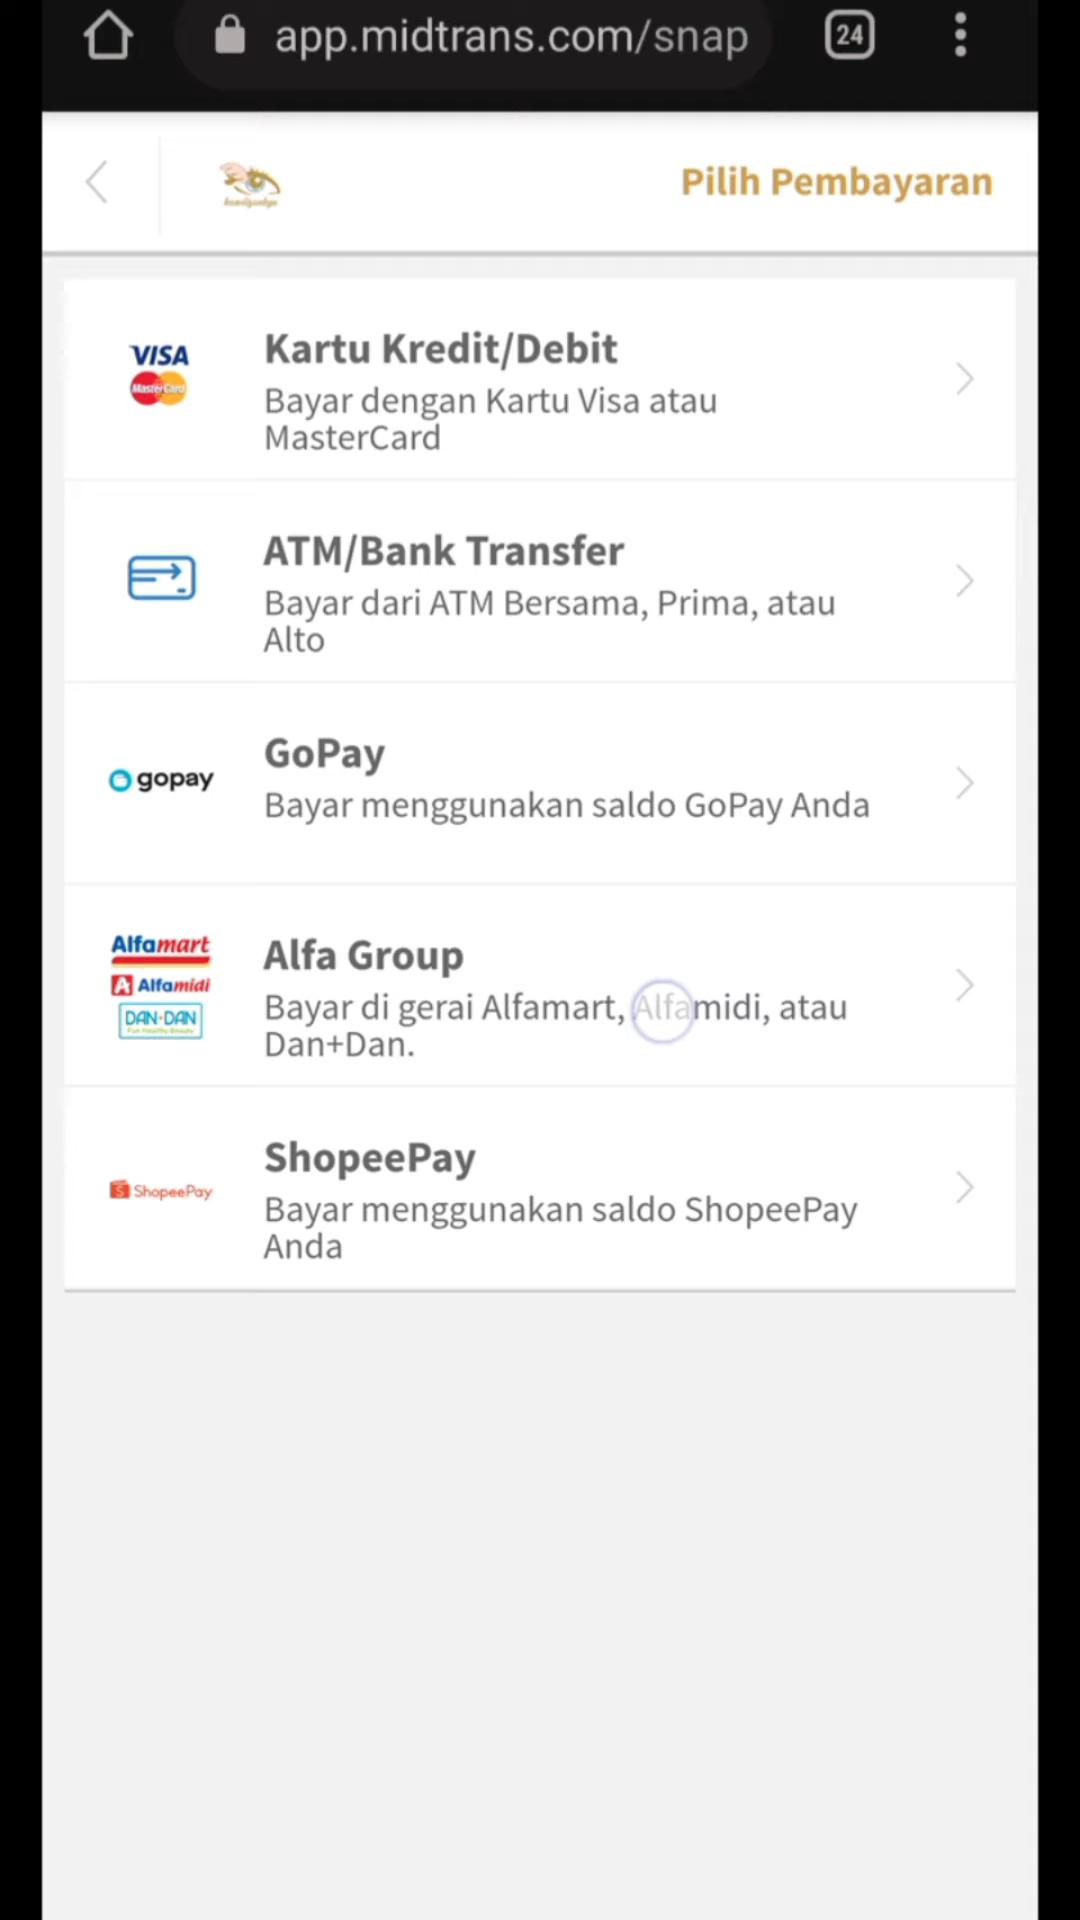 app.midtrans.com/snap
24
Pilih Pembayaran
VISA
MasterCard
Kartu Kredit/Debit
Bayar dengan Kartu Visa atau
MasterCard
ATM/Bank Transfer
Bayar dari ATM Bersama, Prima, atau
Alto
gopay
GoPay
Bayar menggunakan saldo GoPay Anda
Alfamart
Alfamidi
DAN+DAN
Alfa Group
Bayar di gerai Alfamart, Alfamidi, atau
Dan+Dan.
ShopeePay
ShopeePay
Bayar menggunakan saldo ShopeePay
Anda